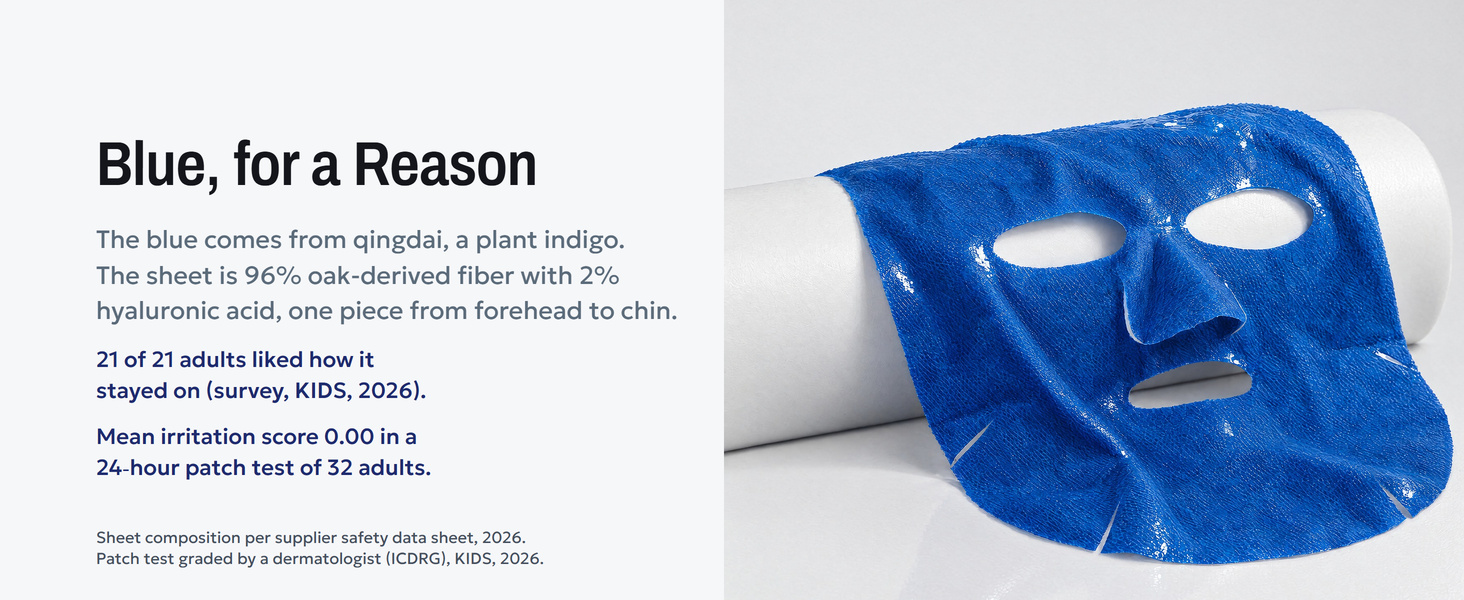 Blue, for a Reason
The blue comes from qingdai, a plant indigo.
The sheet is 96% oak-derived fiber with 2%
hyaluronic acid, one piece from forehead to chin.
21 of 21 adults liked how it
stayed on (survey, KIDS, 2026).
Mean irritation score 0.00 in a
24-hour patch test of 32 adults.
Sheet composition per supplier safety data sheet, 2026.
Patch test graded by a dermatologist (ICDRG), KIDS, 2026.